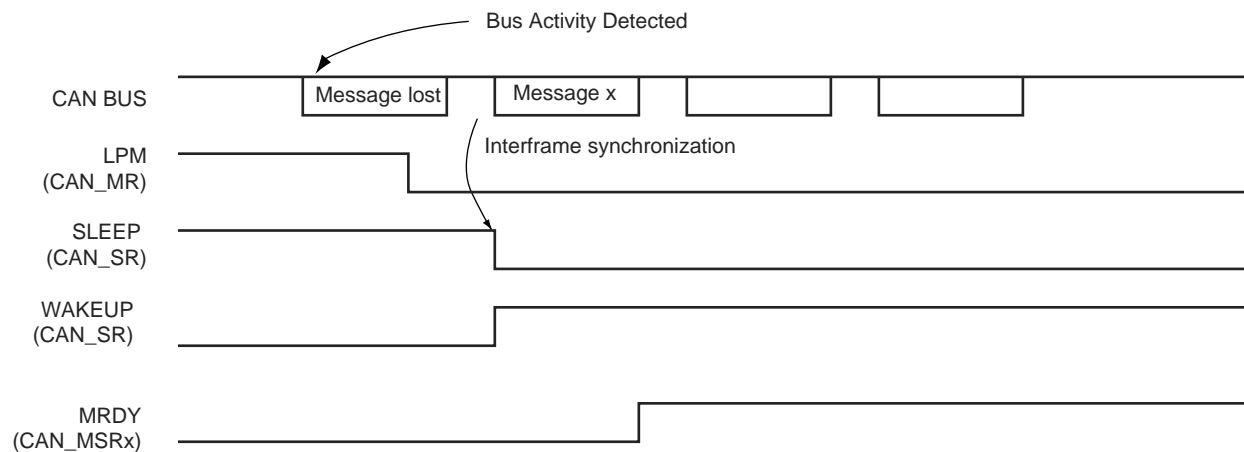 Bus Activity Detected
CAN BUS
Message lost
Message x
Interframe synchronization
LPM
(CAN_MR)
SLEEP
(CAN_SR)
WAKEUP
(CAN_SR)
MRDY
(CAN_MSRx)